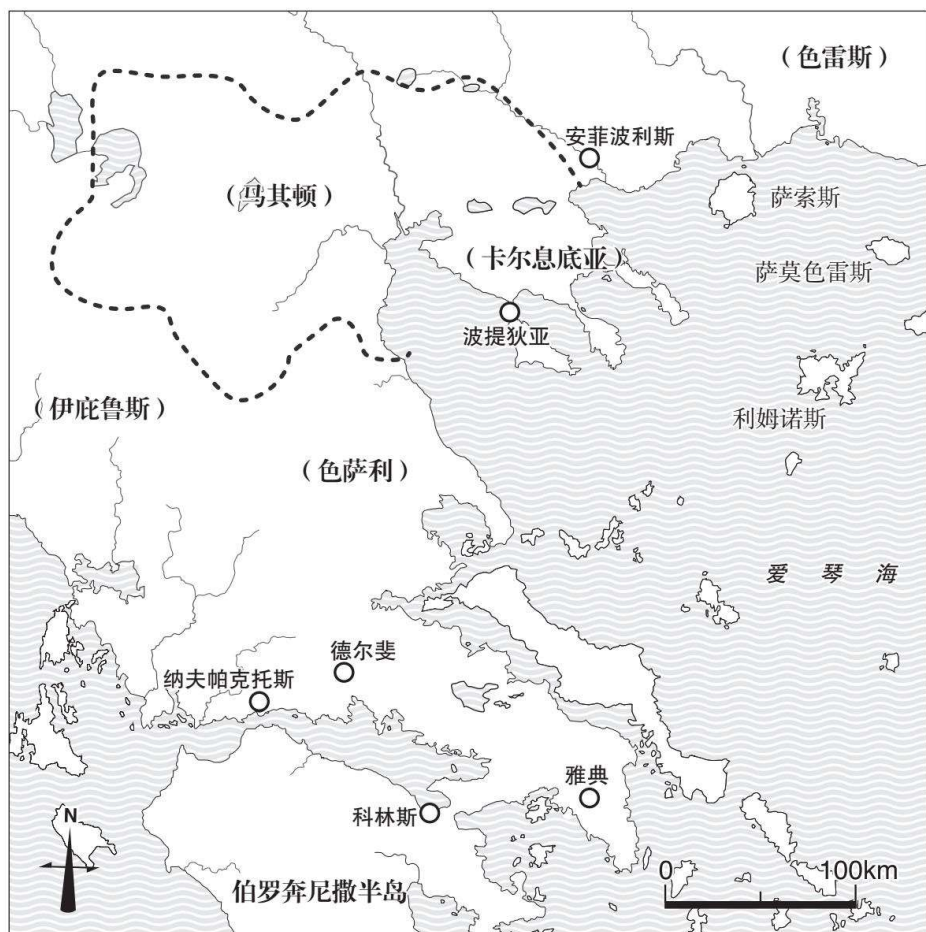 （色雷斯）
安菲波利斯
（马其顿）
萨索斯
（卡尔息底亚）
萨莫色雷斯
波提狄亚
（伊庇鲁斯）
利姆诺斯
（色萨利）
爱琴海
德尔斐
纳夫帕克托斯
雅典
科林斯
N
0 100km
伯罗奔尼撒半岛